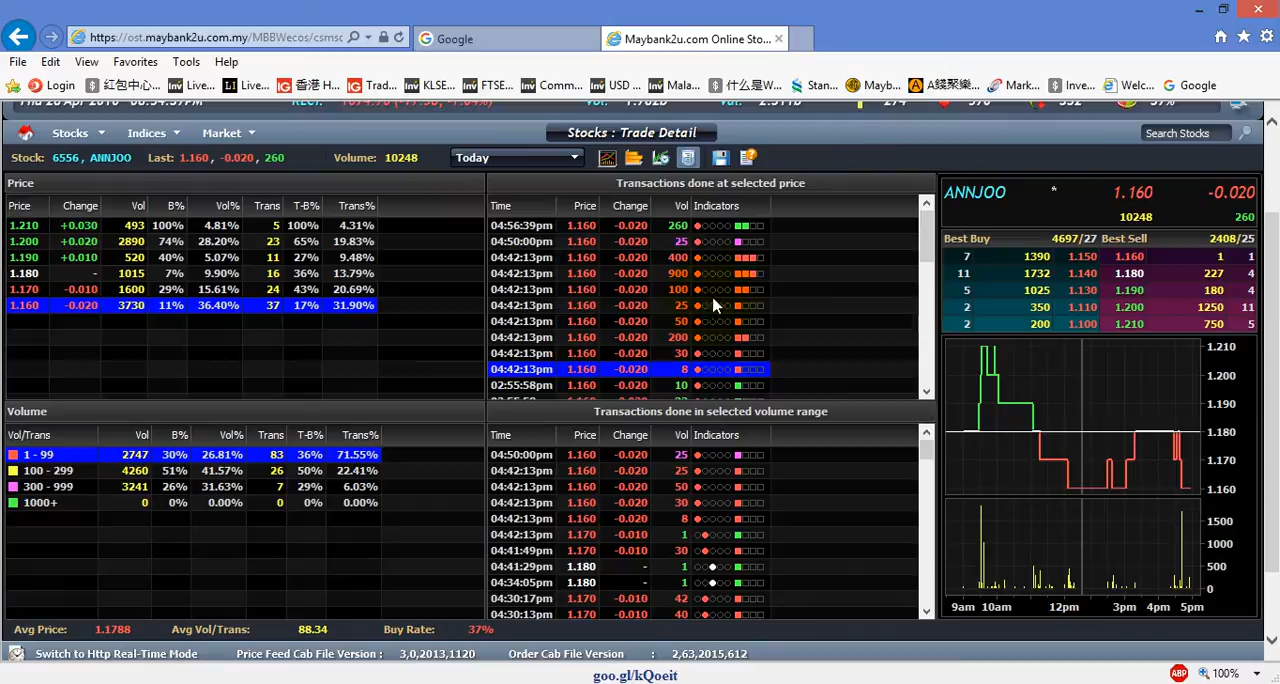 https://ost.maybank2u.com.my/MBBWecos/csmsc
Google
Maybank2u.com Online Sto...
File Edit View Favorites Tools Help
Login 紅包中心... Live... Live... 香港 H... Trad... KLSE... FTSE... Comm... USD ... Mala... 什么是W... Stan... Mayb... A錢聚樂... Mark... Inve... Welc... Google
Stocks Indices Market Stocks : Trade Detail Search Stocks
Stock: 6556, ANNJOO Last: 1.160, -0.020, 260 Volume: 10248 Today
Price
Price Change Vol B% Vol% Trans T-B% Trans%
1.210 +0.030 493 100% 4.81% 5 100% 4.31%
1.200 +0.020 2890 74% 28.20% 23 65% 19.83%
1.190 +0.010 520 40% 5.07% 11 27% 9.48%
1.180 - 1015 7% 9.90% 16 36% 13.79%
1.170 -0.010 1600 29% 15.61% 24 43% 20.69%
1.160 -0.020 3730 11% 36.40% 37 17% 31.90%
Transactions done at selected price
Time Price Change Vol Indicators
04:56:39pm 1.160 -0.020 260
04:50:00pm 1.160 -0.020 25
04:42:13pm 1.160 -0.020 400
04:42:13pm 1.160 -0.020 900
04:42:13pm 1.160 -0.020 100
04:42:13pm 1.160 -0.020 25
04:42:13pm 1.160 -0.020 50
04:42:13pm 1.160 -0.020 200
04:42:13pm 1.160 -0.020 30
04:42:13pm 1.160 -0.020 8
02:55:58pm 1.160 -0.020 10
ANNJOO * 1.160 -0.020
10248 260
Best Buy 4697/27 Best Sell 2408/25
7 1390 1.150 1.160 1 1
11 1732 1.140 1.180 227 4
5 1025 1.130 1.190 180 4
2 350 1.110 1.200 1250 11
2 200 1.100 1.210 750 5
1.210
1.200
1.190
1.180
1.170
1.160
1500
1000
500
0
9am 10am 12pm 3pm 4pm 5pm
Volume
Vol/Trans Vol B% Vol% Trans T-B% Trans%
1 - 99 2747 30% 26.81% 83 36% 71.55%
100 - 299 4260 51% 41.57% 26 50% 22.41%
300 - 999 3241 26% 31.63% 7 29% 6.03%
1000+ 0 0% 0.00% 0 0% 0.00%
Transactions done in selected volume range
Time Price Change Vol Indicators
04:50:00pm 1.160 -0.020 25
04:42:13pm 1.160 -0.020 25
04:42:13pm 1.160 -0.020 50
04:42:13pm 1.160 -0.020 30
04:42:13pm 1.160 -0.020 8
04:42:13pm 1.170 -0.010 1
04:41:49pm 1.170 -0.010 30
04:41:29pm 1.180 - 1
04:34:05pm 1.180 - 1
04:30:17pm 1.170 -0.010 42
04:30:13pm 1.170 -0.010 40
Avg Price: 1.1788 Avg Vol/Trans: 88.34 Buy Rate: 37%
Switch to Http Real-Time Mode Price Feed Cab File Version : 3,0,2013,1120 Order Cab File Version : 2,63,2015,612
goo.gl/kQoeit
ABP 100%